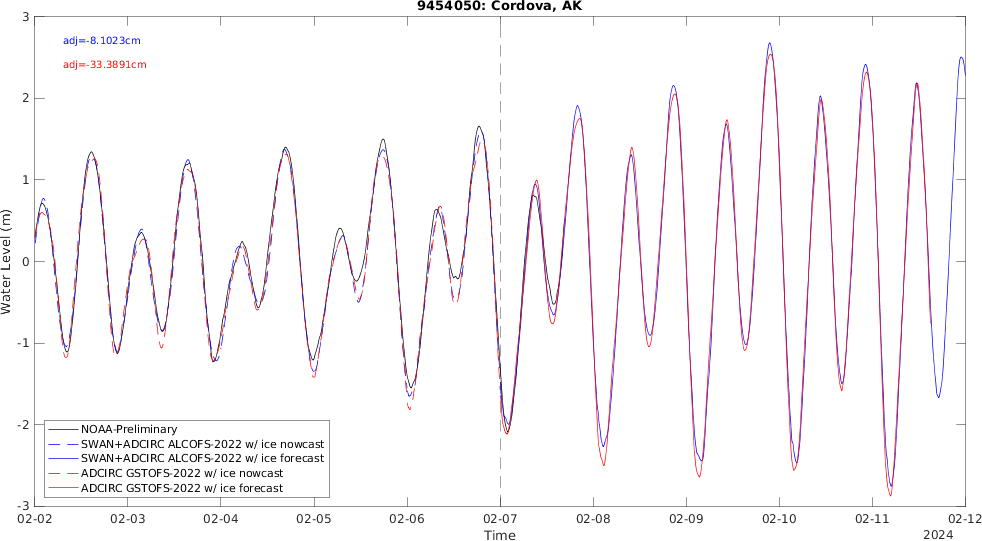 9454050: Cordova, AK
adj=-8.1023cm
adj=-33.3891cm
Water Level (m)
3
2
1
0
-1
-2
-3
NOAA-Preliminary
SWAN+ADCIRC ALCOFS-2022 w/ ice nowcast
SWAN+ADCIRC ALCOFS-2022 w/ ice forecast
ADCIRC GSTOFS-2022 w/ ice nowcast
ADCIRC GSTOFS-2022 w/ ice forecast
02-02 02-03 02-04 02-05 02-06 02-07 02-08 02-09 02-10 02-11 02-12
Time
2024